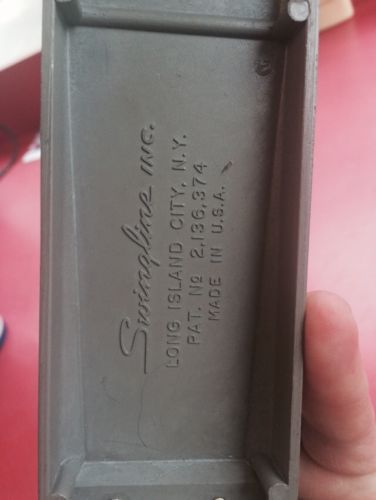 Swingline INC.
LONG ISLAND CITY, N.Y.
PAT. Nº 2,136,374
MADE IN U.S.A.